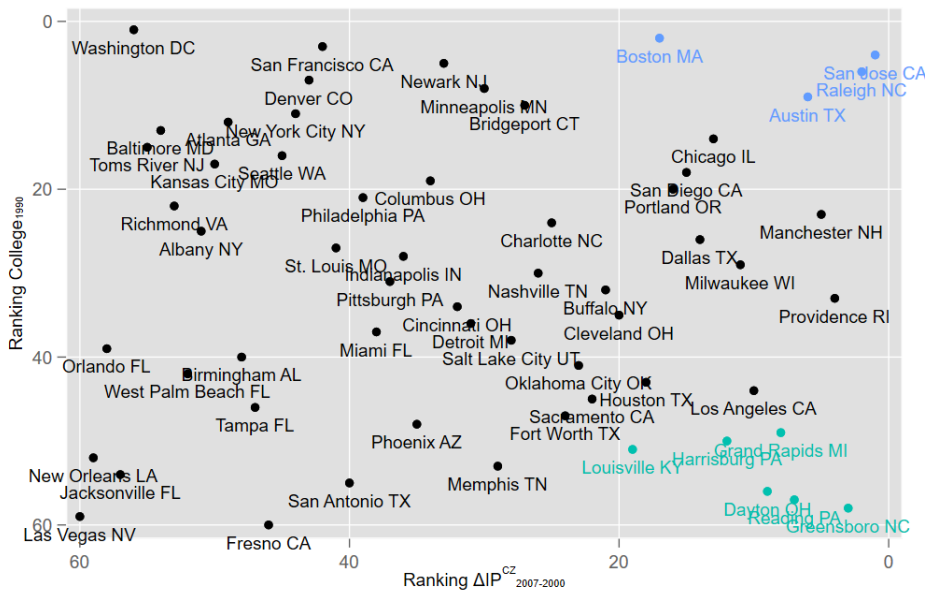 0
Washington DC
Boston MA
San Francisco CA
San Jose CA
Newark NJ
Raleigh NC
Denver CO
Minneapolis MN
Austin TX
Bridgeport CT
New York City NY
Atlanta GA
Baltimore MD
Chicago IL
Toms River NJ
Seattle WA
Kansas City MO
20
San Diego CA
Columbus OH
Portland OR
Philadelphia PA
Richmond VA
Manchester NH
Charlotte NC
Albany NY
Dallas TX
St. Louis MO
Indianapolis IN
Milwaukee WI
Nashville TN
Pittsburgh PA
Buffalo NY
Providence RI
Cincinnati OH
Cleveland OH
Detroit MI
Miami FL
Salt Lake City UT
40
Orlando FL
Birmingham AL
Oklahoma City OK
West Palm Beach FL
Houston TX
Los Angeles CA
Sacramento CA
Tampa FL
Fort Worth TX
Phoenix AZ
Grand Rapids MI
Harrisburg PA
Louisville KY
New Orleans LA
Memphis TN
Jacksonville FL
San Antonio TX
Dayton OH
Reading PA
60
Greensboro NC
Las Vegas NV
Fresno CA
60 40 20 0
Ranking College1990
Ranking ΔIP CZ 2007-2000